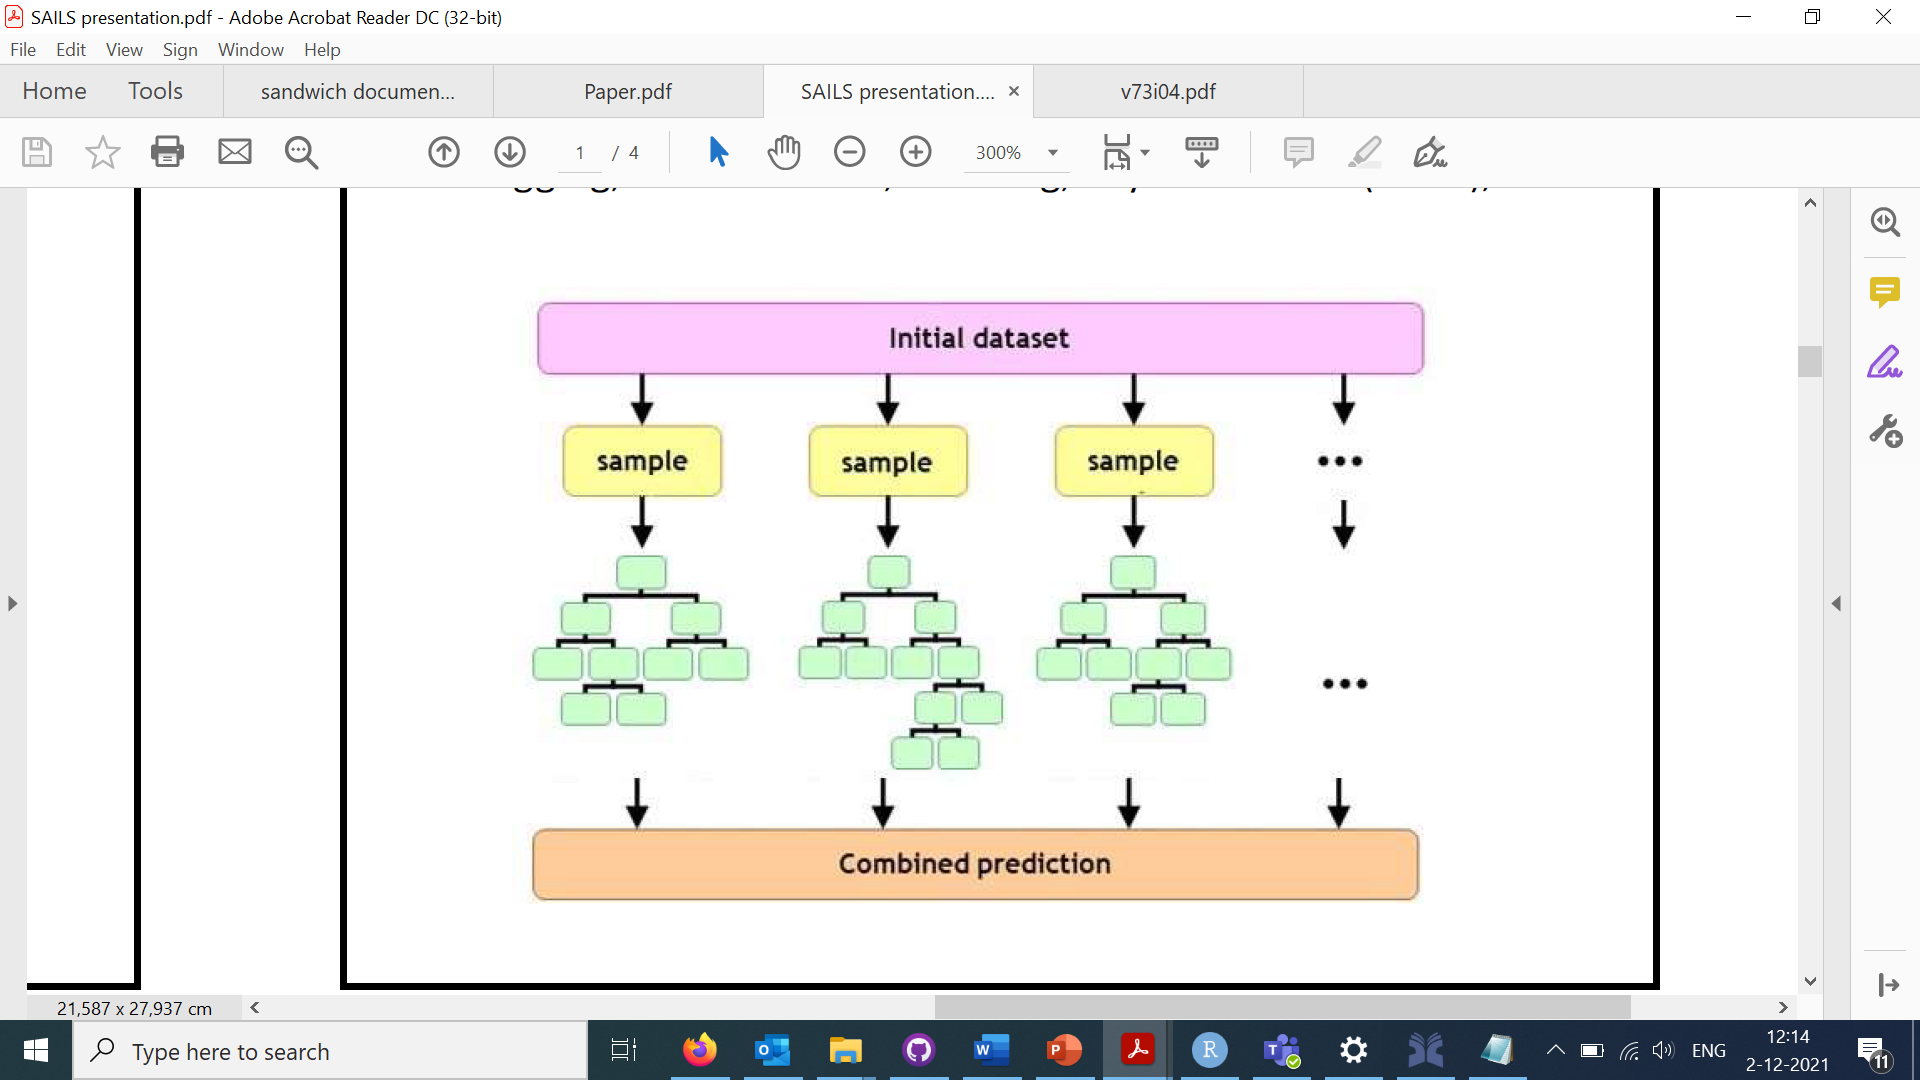 SAILS presentation.pdf - Adobe Acrobat Reader DC (32-bit)
File Edit View Sign Window Help
Home Tools sandwich documen... Paper.pdf SAILS presentation.... × v73i04.pdf
1 / 4 300%
Initial dataset
sample sample sample •••
•••
Combined prediction
21,587 x 27,937 cm
Type here to search
ENG
12:14
2-12-2021
11